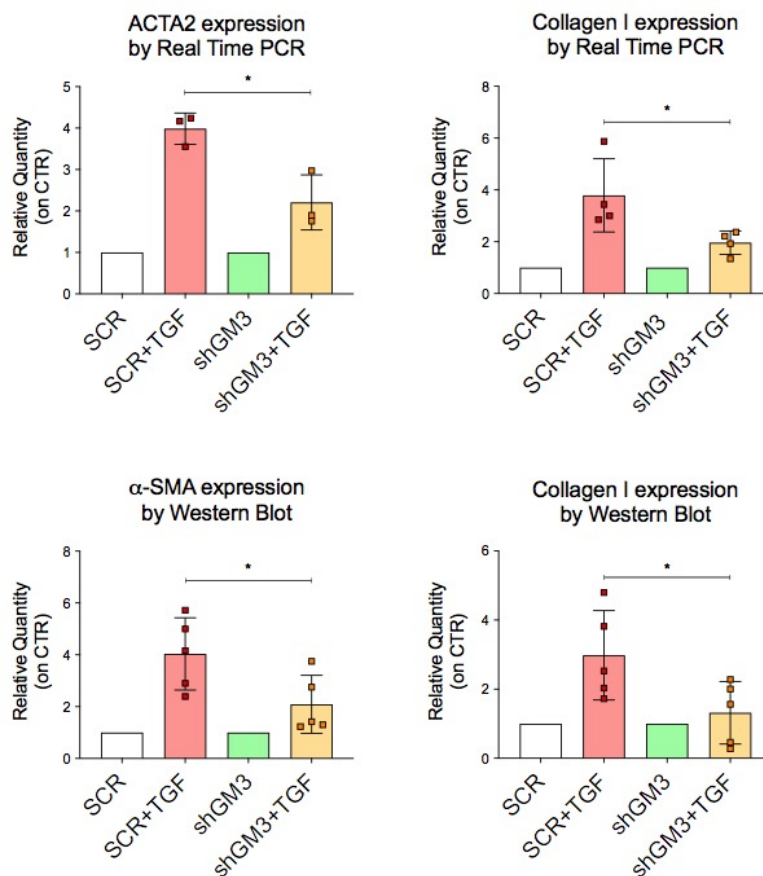 ACTA2 expression
by Real Time PCR
Relative Quantity
(on CTR)
5
4
3
2
1
0
*
SCR
SCR+TGF
shGM3
shGM3+TGF
Collagen I expression
by Real Time PCR
Relative Quantity
(on CTR)
8
6
4
2
0
*
SCR
SCR+TGF
shGM3
shGM3+TGF
α-SMA expression
by Western Blot
Relative Quantity
(on CTR)
8
6
4
2
0
*
SCR
SCR+TGF
shGM3
shGM3+TGF
Collagen I expression
by Western Blot
Relative Quantity
(on CTR)
6
4
2
0
*
SCR
SCR+TGF
shGM3
shGM3+TGF